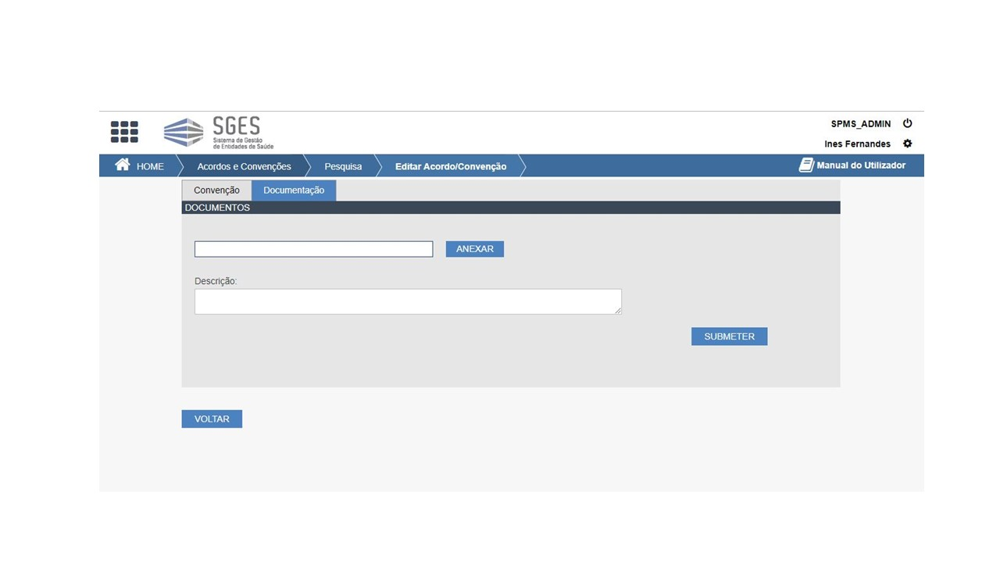 SGES
Sistema de Gestão
de Entidades de Saúde
SPMS_ADMIN
Ines Fernandes
HOME
Acordos e Convenções
Pesquisa
Editar Acordo/Convenção
Manual do Utilizador
Convenção
Documentação
DOCUMENTOS
ANEXAR
Descrição:
SUBMETER
VOLTAR